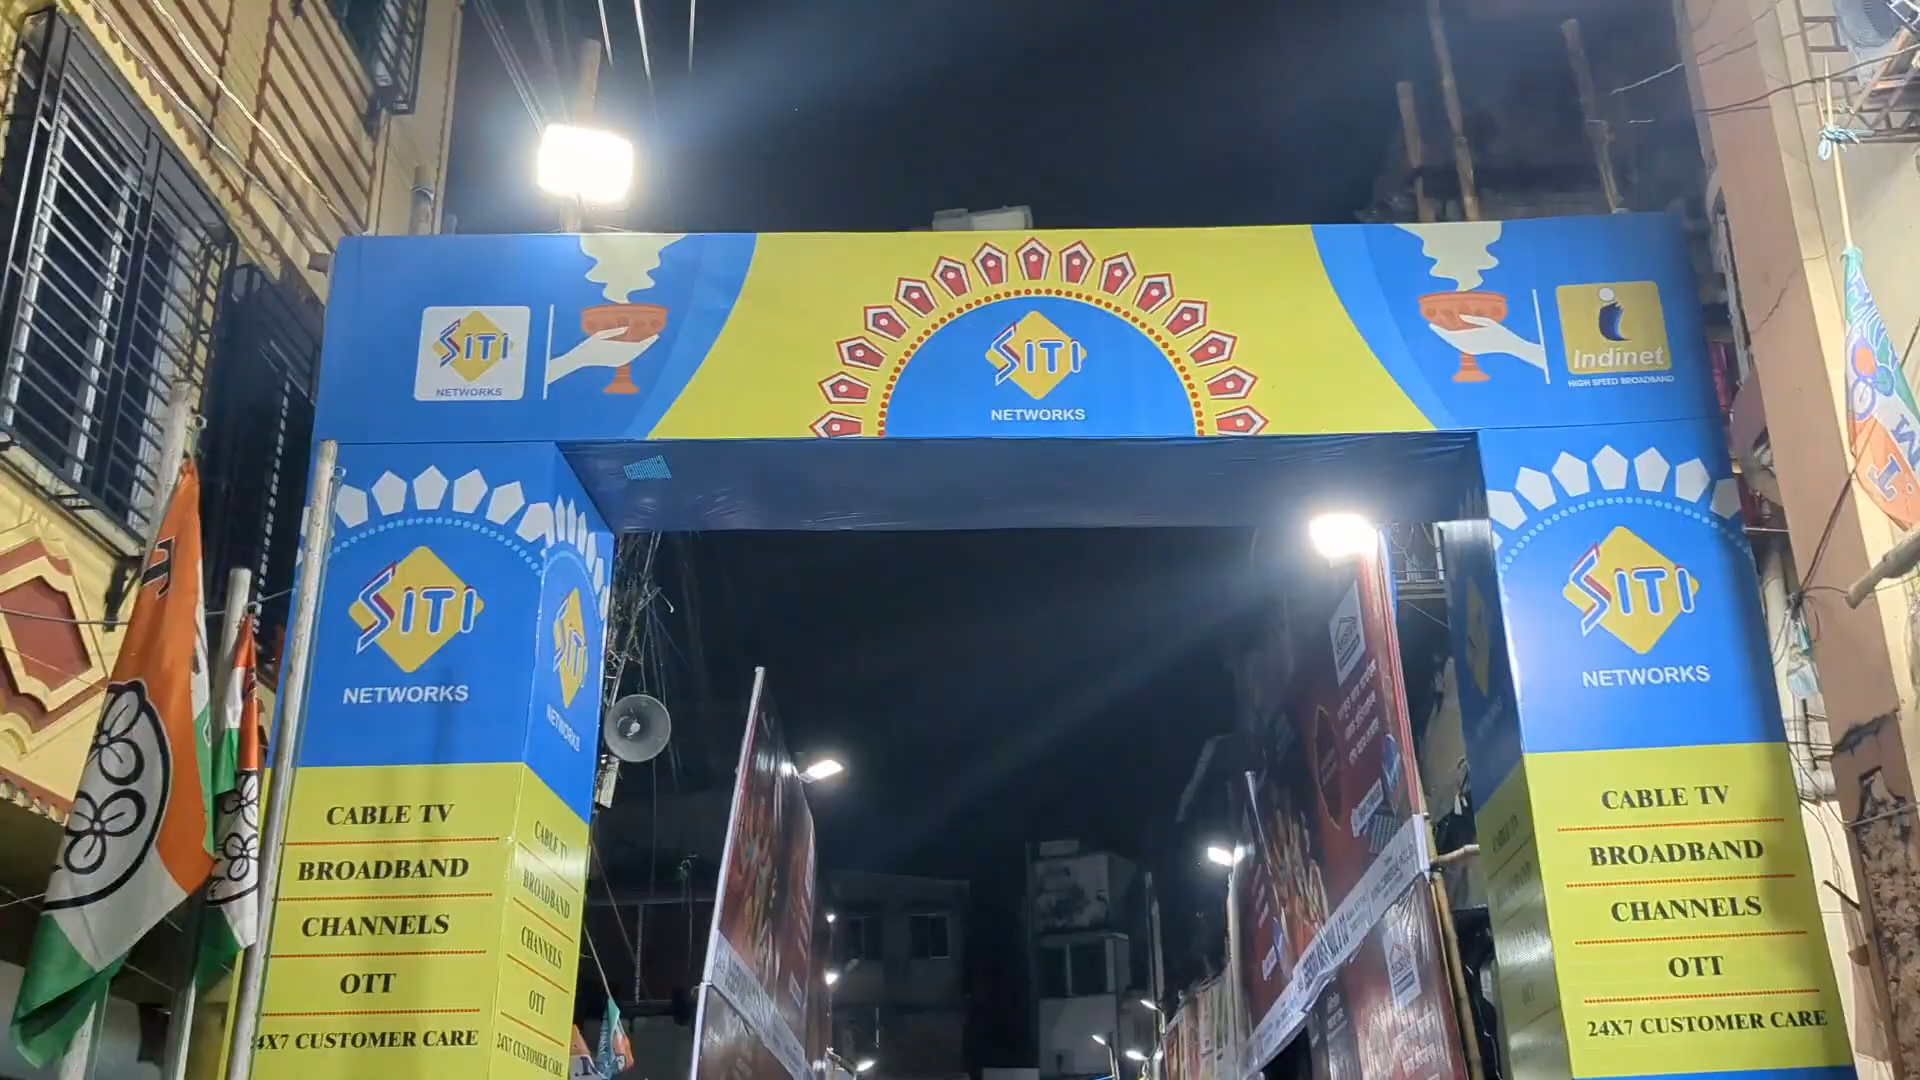 SITI
NETWORKS
SITI
NETWORKS
Indinet
HIGH SPEED BROADBAND
SITI
NETWORKS
CABLE TV
BROADBAND
CHANNELS
OTT
4X7 CUSTOMER CARE
SITI
NETWORKS
CABLE TV
BROADBAND
CHANNELS
OTT
24X7 CUSTOMER CARE
SITI
NETWORKS
CABLE TV
BROADBAND
CHANNELS
OTT
24X7 CUSTOMER CARE